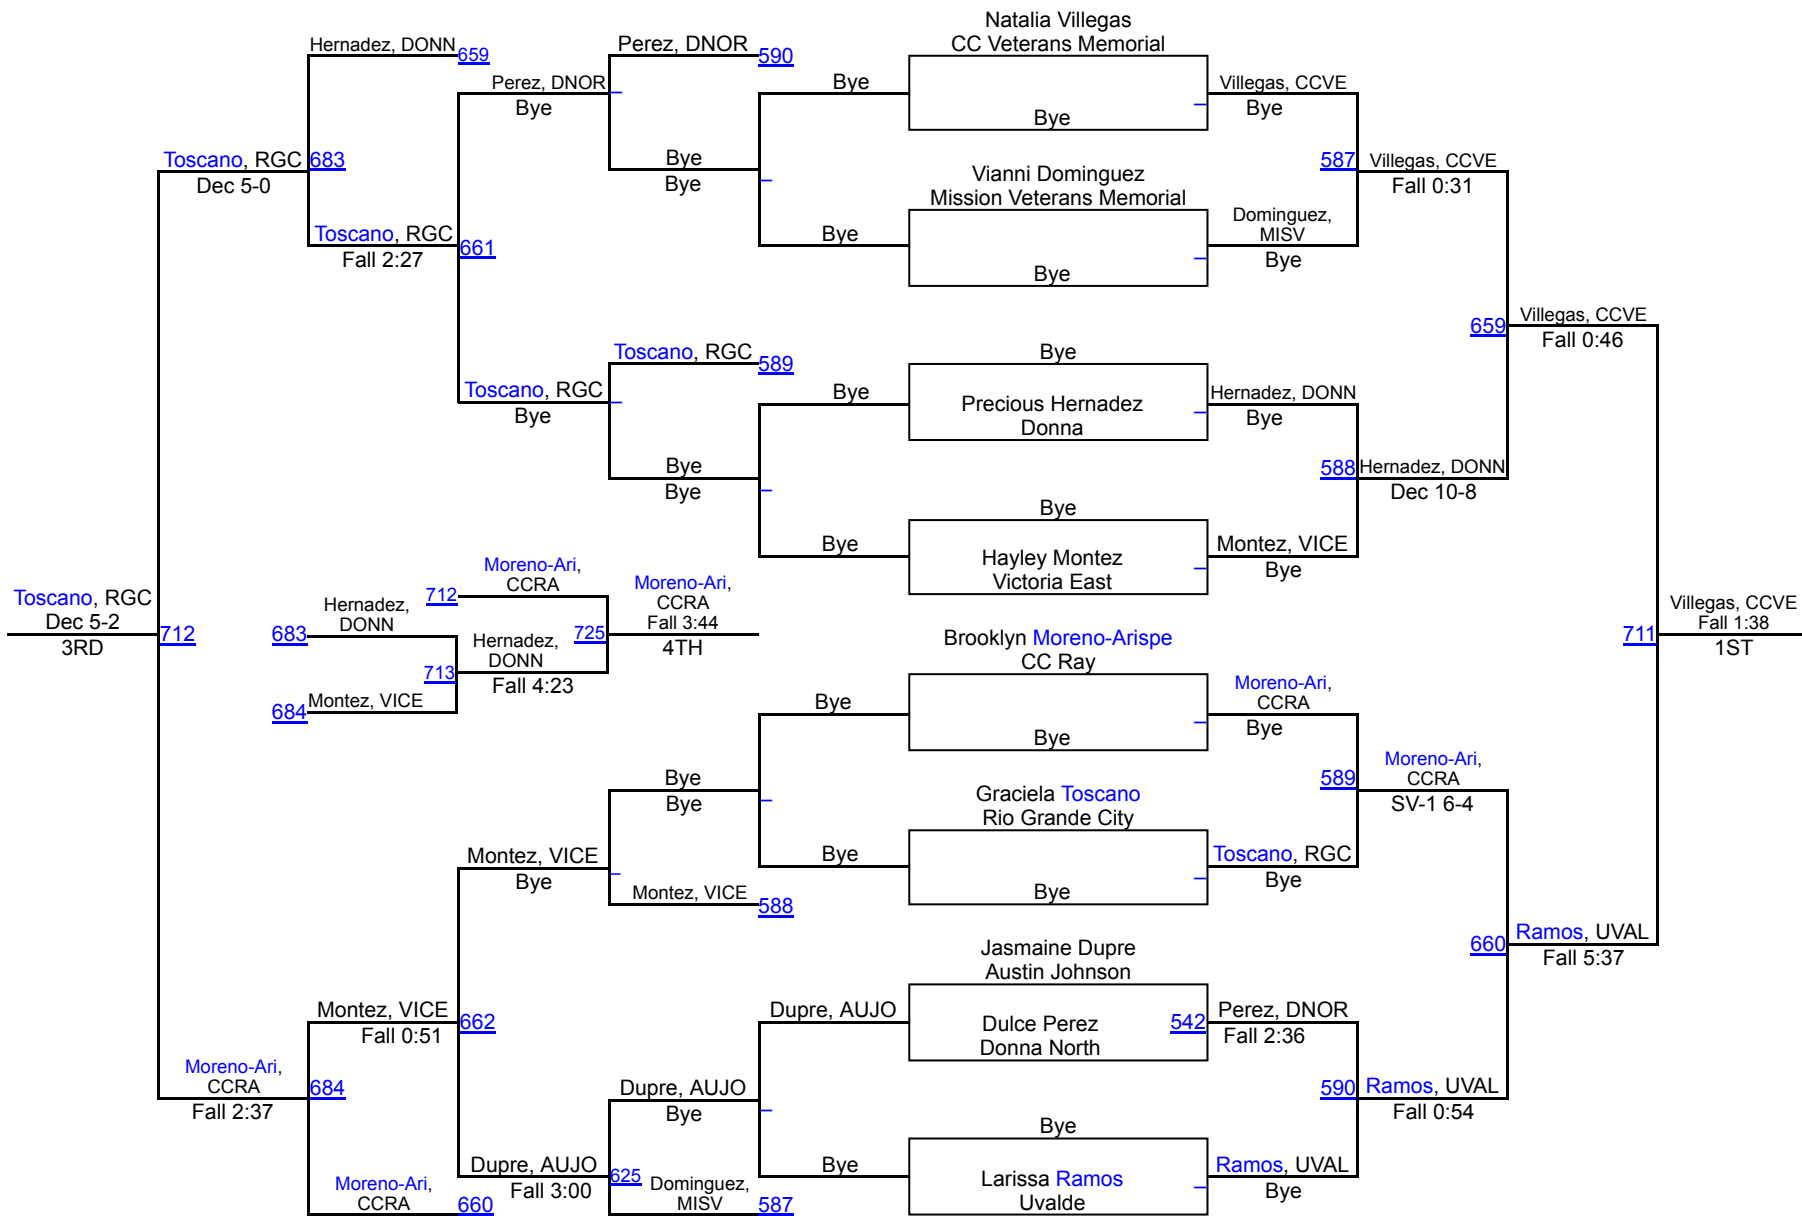 Natalia Villegas
CC Veterans Memorial
Hernadez, DONN
659
Perez, DNOR
590
Perez, DNOR
Bye
Bye
Bye
Villegas, CCVE
Bye
Toscano, RGC
683
Dec 5-0
Bye
Bye
Vianni Dominguez
Mission Veterans Memorial
587
Villegas, CCVE
Fall 0:31
Toscano, RGC
661
Fall 2:27
Bye
Bye
Dominguez,
MISV
Bye
659
Villegas, CCVE
Fall 0:46
Toscano, RGC
589
Bye
Toscano, RGC
Bye
Bye
Precious Hernadez
Donna
Hernadez, DONN
Bye
Bye
Bye
588
Hernadez, DONN
Dec 10-8
Bye
Bye
Hayley Montez
Victoria East
Montez, VICE
Bye
Toscano, RGC
Dec 5-2
3RD
712
Hernadez,
DONN
683
684
Montez, VICE
713
Moreno-Ari,
CCRA
712
Hernadez,
DONN
Fall 4:23
725
Moreno-Ari,
CCRA
Fall 3:44
4TH
711
Villegas, CCVE
Fall 1:38
1ST
Brooklyn Moreno-Arispe
CC Ray
Bye
Bye
Moreno-Ari,
CCRA
Bye
Bye
Bye
Graciela Toscano
Rio Grande City
589
Moreno-Ari,
CCRA
SV-1 6-4
Montez, VICE
Bye
Bye
Bye
Toscano, RGC
Bye
Montez, VICE
588
660
Ramos, UVAL
Fall 5:37
Jasmaine Dupre
Austin Johnson
Montez, VICE
662
Fall 0:51
Dupre, AUJO
Dulce Perez
Donna North
542
Perez, DNOR
Fall 2:36
Moreno-Ari,
CCRA
684
Fall 2:37
Dupre, AUJO
Bye
590
Ramos, UVAL
Fall 0:54
Bye
Dupre, AUJO
Fall 3:00
625
Bye
Larissa Ramos
Uvalde
Ramos, UVAL
Bye
Moreno-Ari,
CCRA
660
Dominguez,
MISV
587